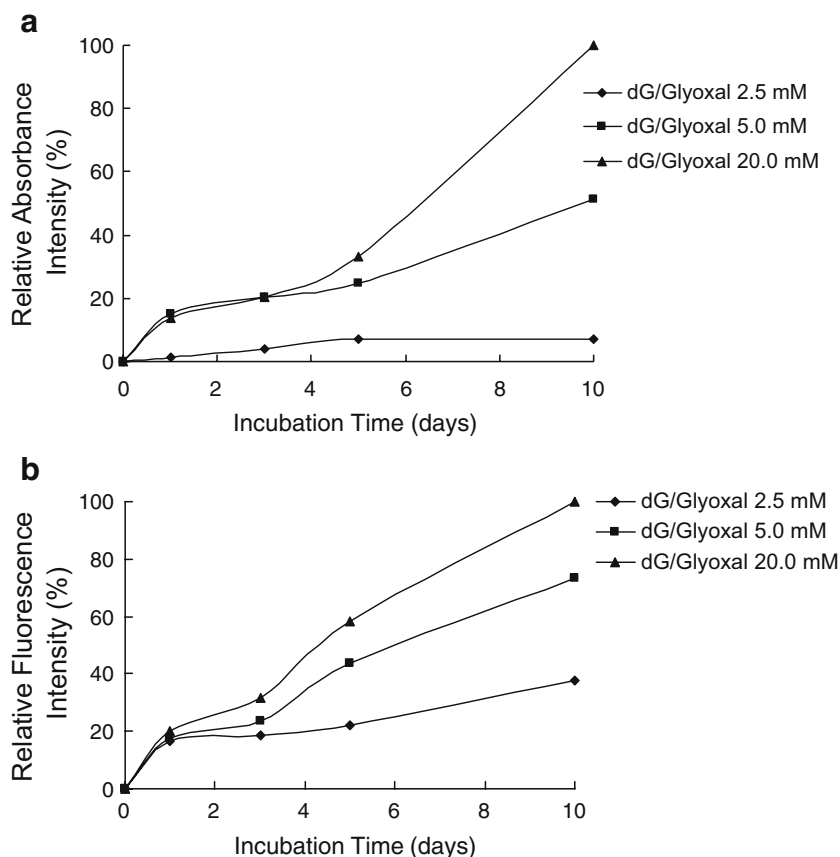 a
Relative Absorbance
Intensity (%)
100
80
60
40
20
0
0 2 4 6 8 10
Incubation Time (days)
dG/Glyoxal 2.5 mM
dG/Glyoxal 5.0 mM
dG/Glyoxal 20.0 mM
b
Relative Fluorescence
Intensity (%)
100
80
60
40
20
0
0 2 4 6 8 10
Incubation Time (days)
dG/Glyoxal 2.5 mM
dG/Glyoxal 5.0 mM
dG/Glyoxal 20.0 mM